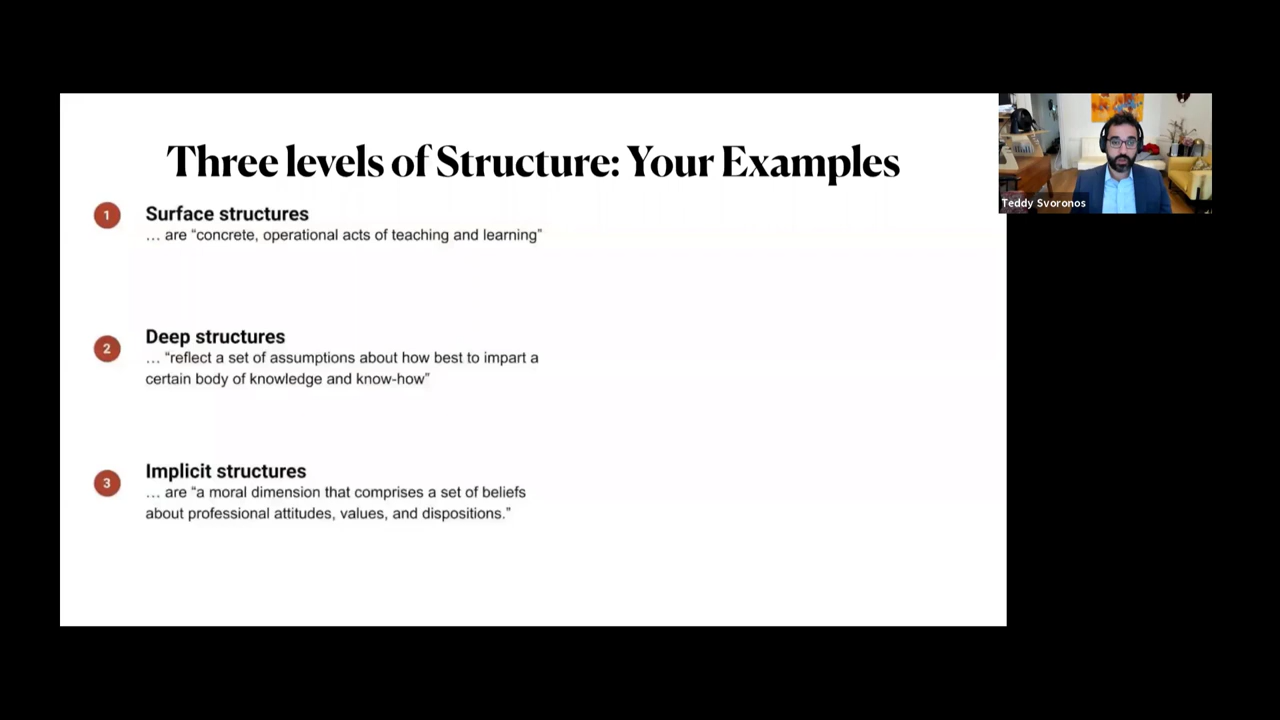 Three levels of Structure: Your Examples
1
Surface structures
… are “concrete, operational acts of teaching and learning”
2
Deep structures
… “reflect a set of assumptions about how best to impart a
certain body of knowledge and know-how”
3
Implicit structures
… are “a moral dimension that comprises a set of beliefs
about professional attitudes, values, and dispositions.”
Teddy Svoronos